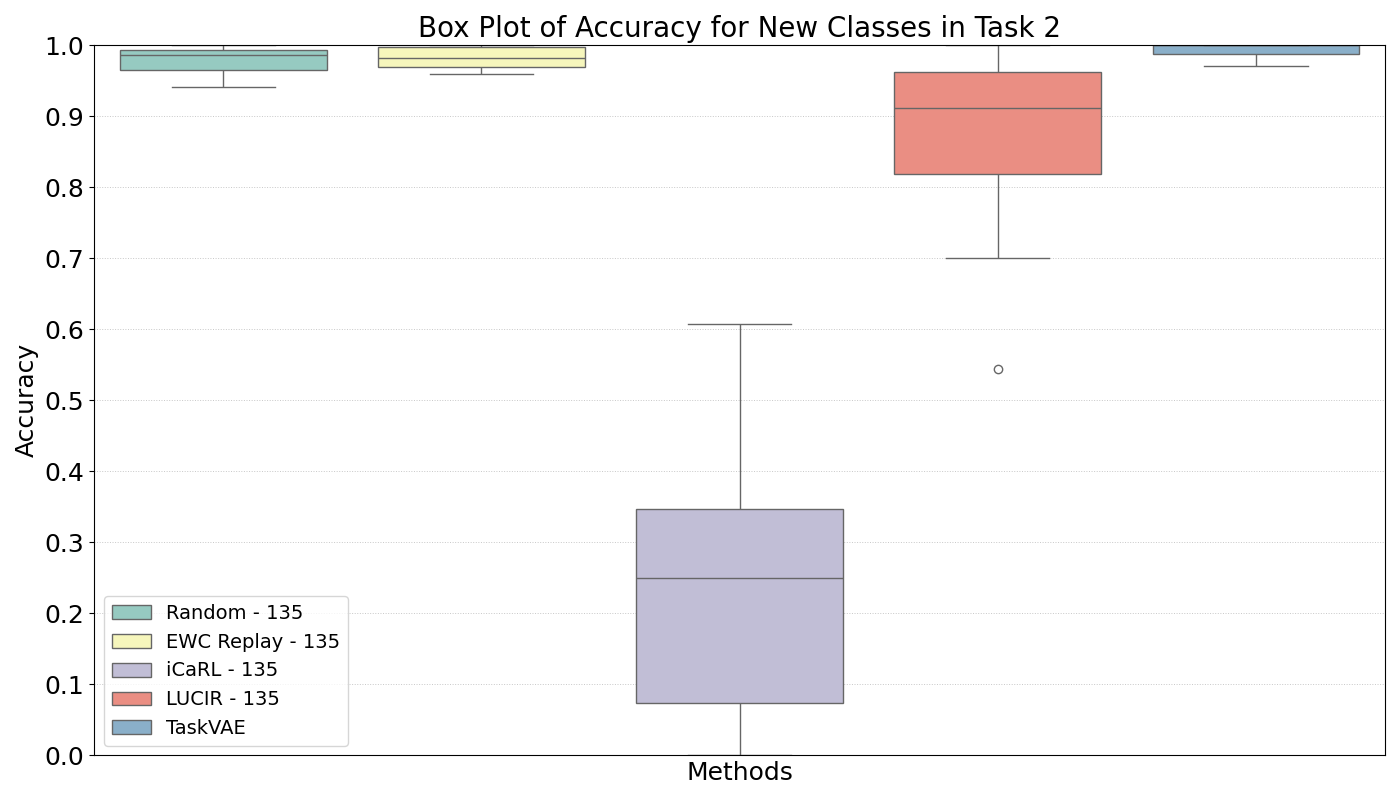 Box Plot of Accuracy for New Classes in Task 2
1.0
0.9
0.8
0.7
0.6
0.5
0.4
0.3
0.2
0.1
0.0
Accuracy
Random - 135
EWC Replay - 135
iCaRL - 135
LUCIR - 135
TaskVAE
Methods